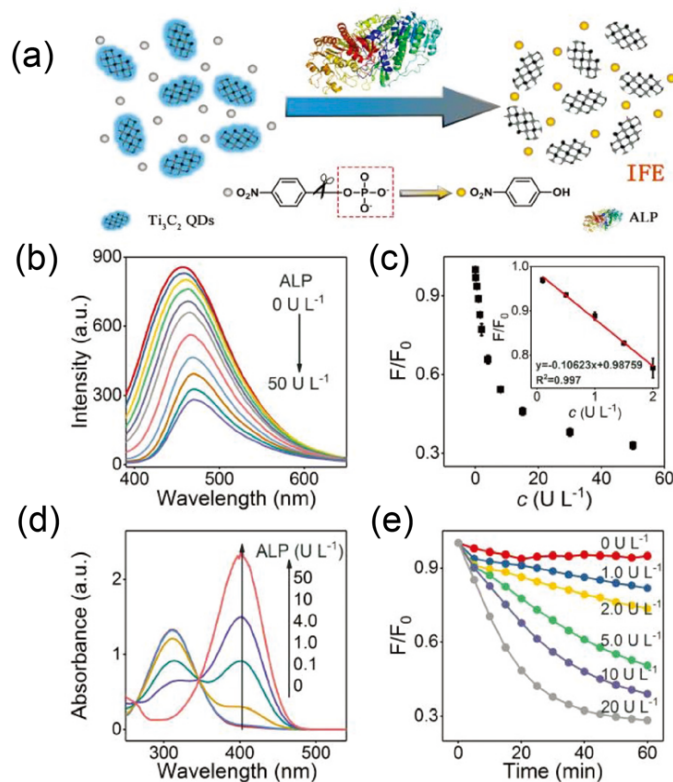 (a)
IFE
O₂N
O-P-O⁻
O
O⁻
O₂N
OH
Ti₃C₂ QDs
ALP
(b)
900
600
300
0
Intensity (a.u.)
ALP
0 U L⁻¹
50 U L⁻¹
400
500
600
Wavelength (nm)
(c)
0.9
0.6
0.3
F/F₀
1.0
0.9
0.8
F/F₀
y=-0.10623x+0.98759
R²=0.997
0
1
2
c (U L⁻¹)
0
20
40
60
c (U L⁻¹)
(d)
2
1
0
Absorbance (a.u.)
ALP (U L⁻¹)
50
10
4.0
1.0
0.1
0
300
400
500
Wavelength (nm)
(e)
0.9
0.6
0.3
F/F₀
0 U L⁻¹
1.0 U L⁻¹
2.0 U L⁻¹
5.0 U L⁻¹
10 U L⁻¹
20 U L⁻¹
0
20
40
60
Time (min)